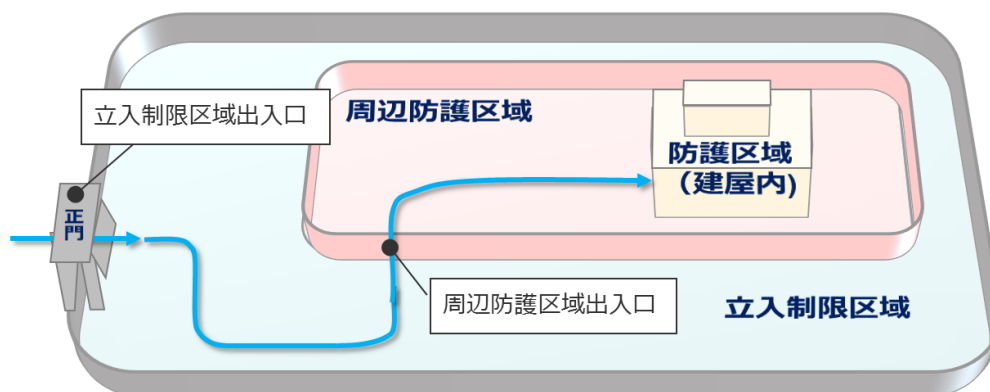 立入制限区域出入口
周辺防護区域
防護区域
（建屋内)
正門
周辺防護区域出入口
立入制限区域